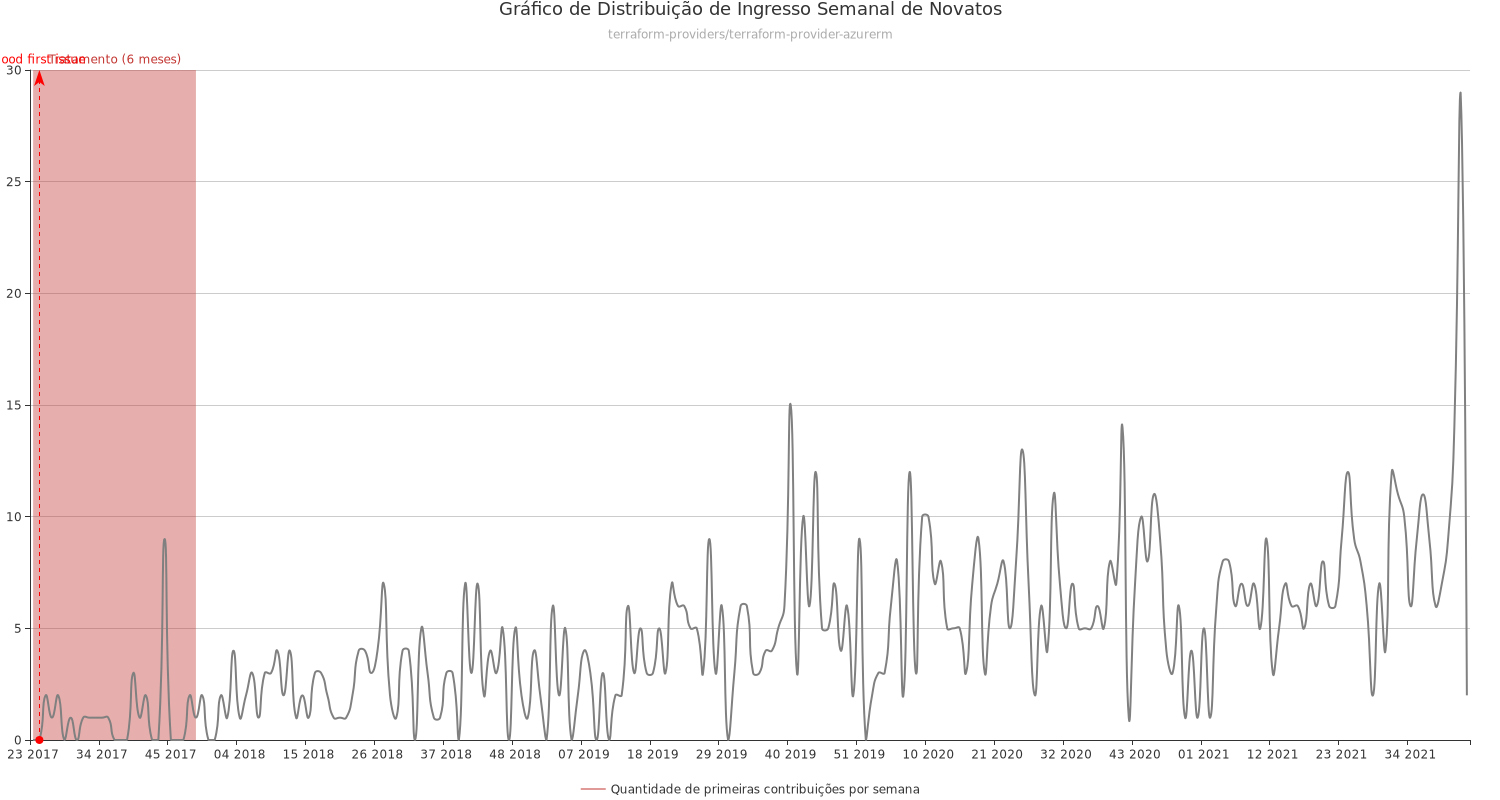 Gráfico de Distribuição de Ingresso Semanal de Novatos
terraform-providers/terraform-provider-azurerm
ood first issue Tratamento (6 meses)
30
25
20
15
10
5
0
23 2017 34 2017 45 2017 04 2018 15 2018 26 2018 37 2018 48 2018 07 2019 18 2019 29 2019 40 2019 51 2019 10 2020 21 2020 32 2020 43 2020 01 2021 12 2021 23 2021 34 2021
Quantidade de primeiras contribuições por semana